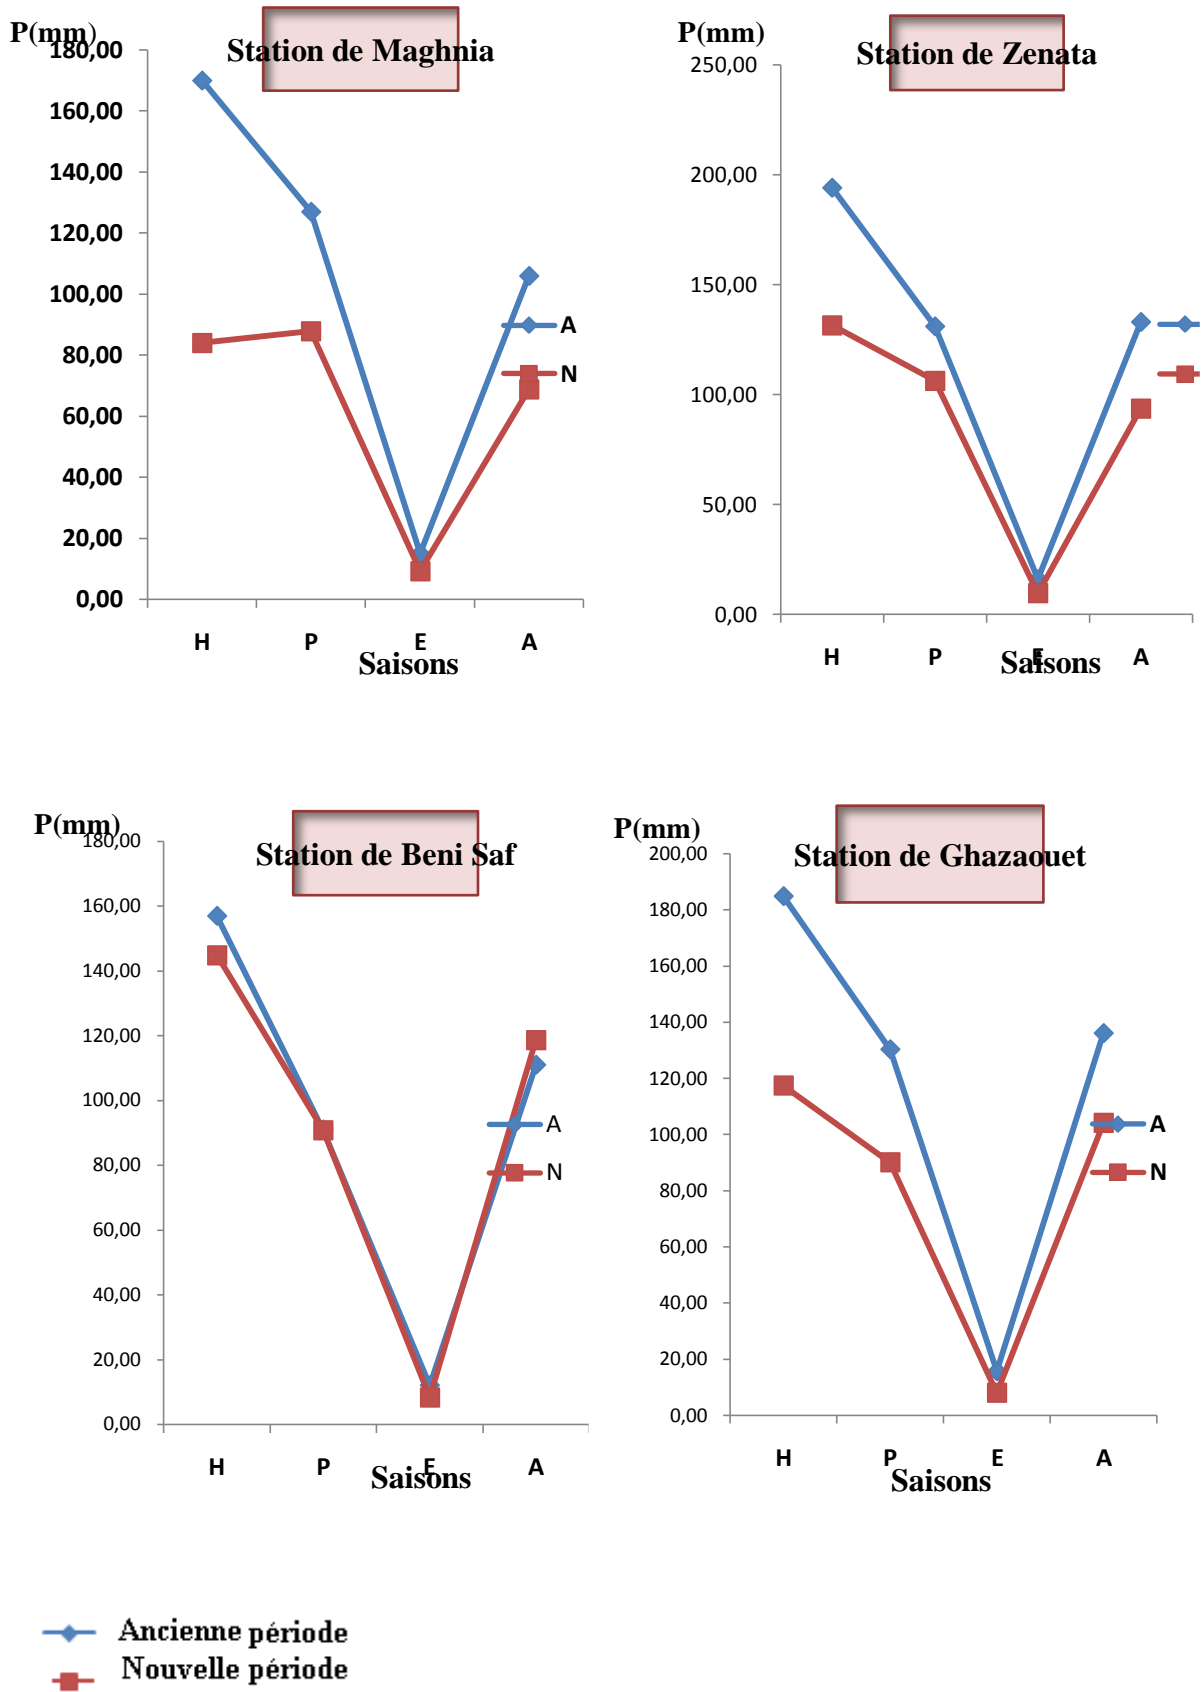 P(mm)
Station de Maghnia
180,00
160,00
140,00
120,00
100,00
80,00
60,00
40,00
20,00
0,00
A
N
H P E A
Saisons
P(mm)
Station de Zenata
250,00
200,00
150,00
100,00
50,00
0,00
H P E A
Saisons
P(mm)
Station de Beni Saf
180,00
160,00
140,00
120,00
100,00
80,00
60,00
40,00
20,00
0,00
A
N
H P E A
Saisons
P(mm)
Station de Ghazaouet
200,00
180,00
160,00
140,00
120,00
100,00
80,00
60,00
40,00
20,00
0,00
A
N
H P E A
Saisons
Ancienne période
Nouvelle période